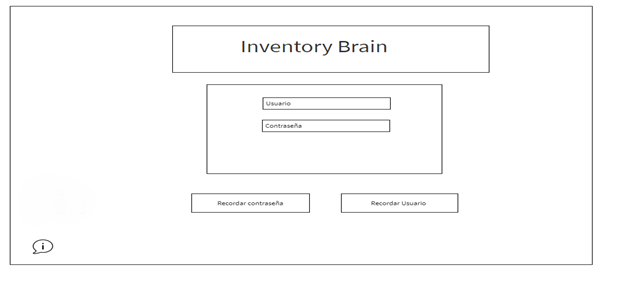 Inventory Brain
Usuario
Contraseña
Recordar contraseña
Recordar Usuario
i